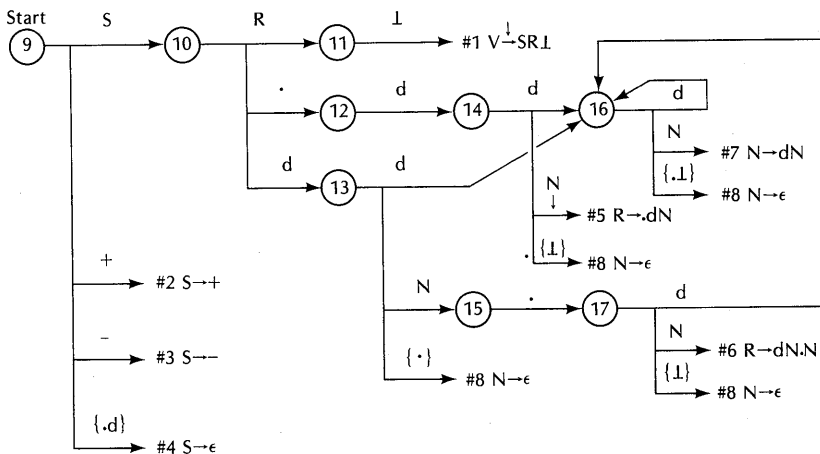 Start
9 S 10 R 11 ⊥ #1 V→SR⊥
. 12 d 14 d 16 d
N #7 N→dN
{.⊥} #8 N→ϵ
d 13 d
N #5 R→.dN
{⊥} #8 N→ϵ
+ #2 S→+
N 15 . 17 d
N #6 R→dN.N
- #3 S→-
{.} #8 N→ϵ
{⊥} #8 N→ϵ
{.d} #4 S→ϵ